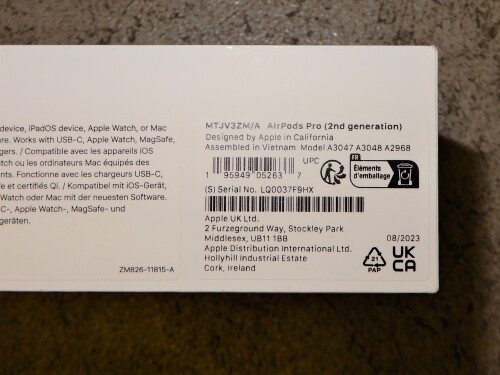 device, iPadOS device, Apple Watch, or Mac
re. Works with USB-C, Apple Watch, MagSafe,
gers. / Compatible avec les appareils iOS
tch ou les ordinateurs Mac équipés des
nts. Fonctionne avec les chargeurs USB-C,
fe et certifiés Qi. / Kompatibel mit iOS-Gerät,
Watch oder Mac mit der neuesten Software.
C-, Apple Watch-, MagSafe- und
geräten.
ZM826-11815-A
MTJV3ZM/A AirPods Pro (2nd generation)
Designed by Apple in California
Assembled in Vietnam Model A3047 A3048 A2968
UPC
1 95949 05263 7
FR
Éléments
d'emballage
(S) Serial No. LQ0037F9HX
Apple UK Ltd.
2 Furzeground Way, Stockley Park
Middlesex, UB11 1BB
Apple Distribution International Ltd.
Hollyhill Industrial Estate
Cork, Ireland
08/2023
21
PAP
UK
CA